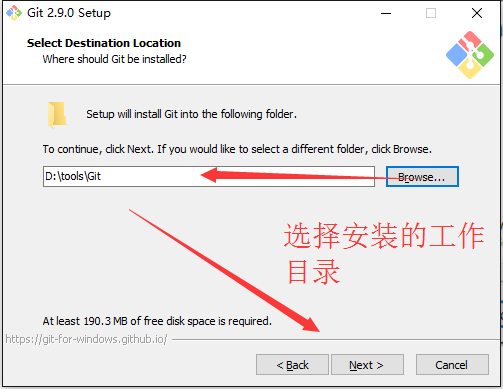 Git 2.9.0 Setup
Select Destination Location
Where should Git be installed?
Setup will install Git into the following folder.
To continue, click Next. If you would like to select a different folder, click Browse.
D:\tools\Git
Browse...
选择安装的工作
目录
At least 190.3 MB of free disk space is required.
https://git-for-windows.github.io/
< Back
Next >
Cancel